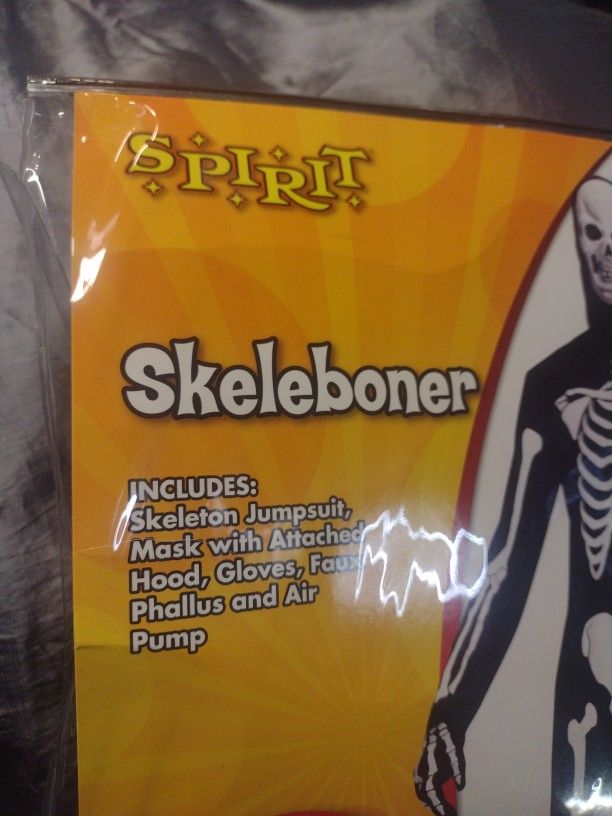 SPIRIT
Skeleboner
INCLUDES:
Skeleton Jumpsuit,
Mask with Attached
Hood, Gloves, Faux
Phallus and Air
Pump